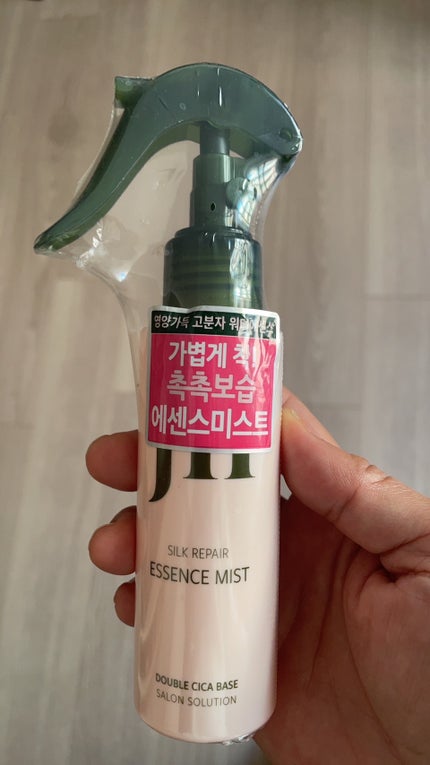 영양가득 고분자
가볍게 착!
촉촉보습
에센스미스트
SILK REPAIR
ESSENCE MIST
DOUBLE CICA BASE
SALON SOLUTION